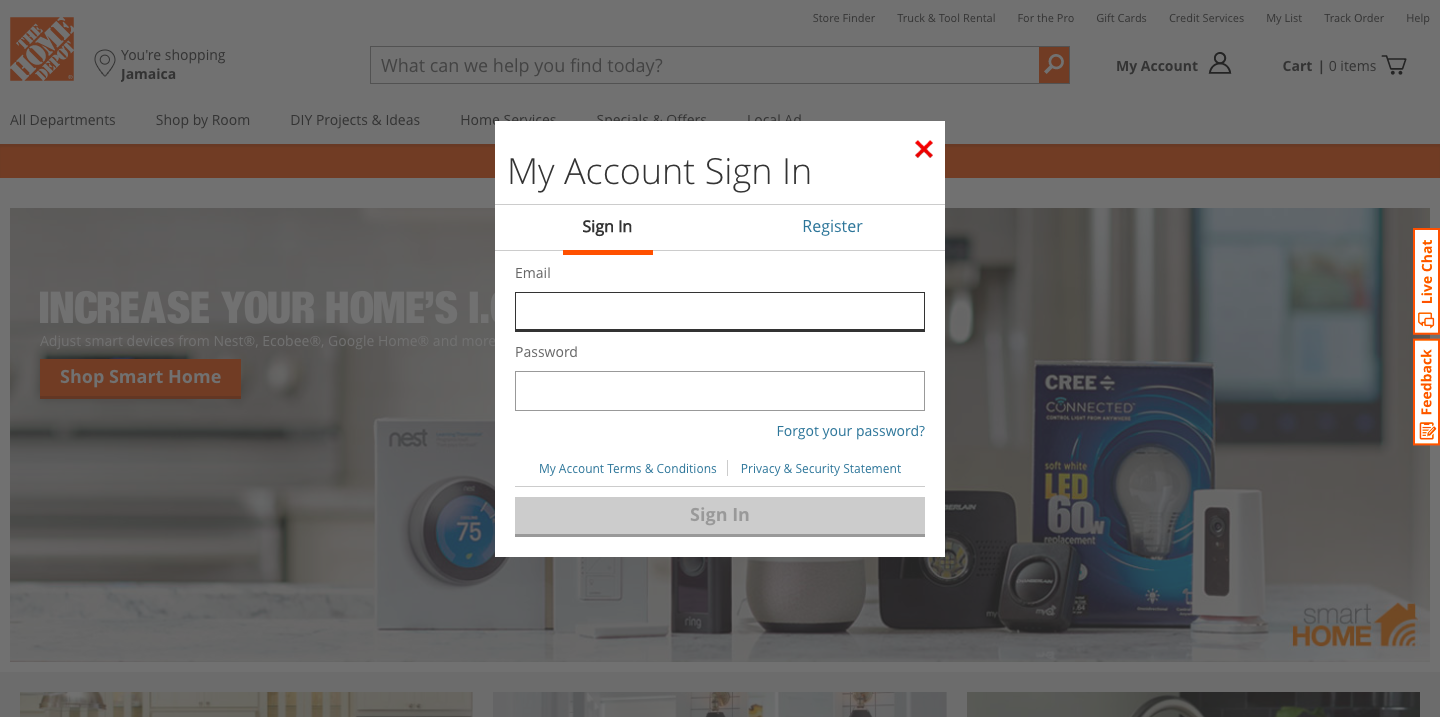 Store Finder Truck & Tool Rental For the Pro Gift Cards Credit Services My List Track Order Help
THE
HOME
DEPOT
You're shopping
Jamaica
What can we help you find today?
My Account
Cart | 0 items
All Departments Shop by Room DIY Projects & Ideas Home Services Specials & Offers Local Ad
My Account Sign In
Sign In Register
Email
Password
Forgot your password?
My Account Terms & Conditions Privacy & Security Statement
Sign In
INCREASE YOUR HOME'S I.
Adjust smart devices from Nest®, Ecobee®, Google Home® and more
Shop Smart Home
nest
75
ring
CREE
CONNECTED
CONTROL LIGHT FROM ANYWHERE
soft white
LED
60w
replacement
smart
HOME
Live Chat
Feedback